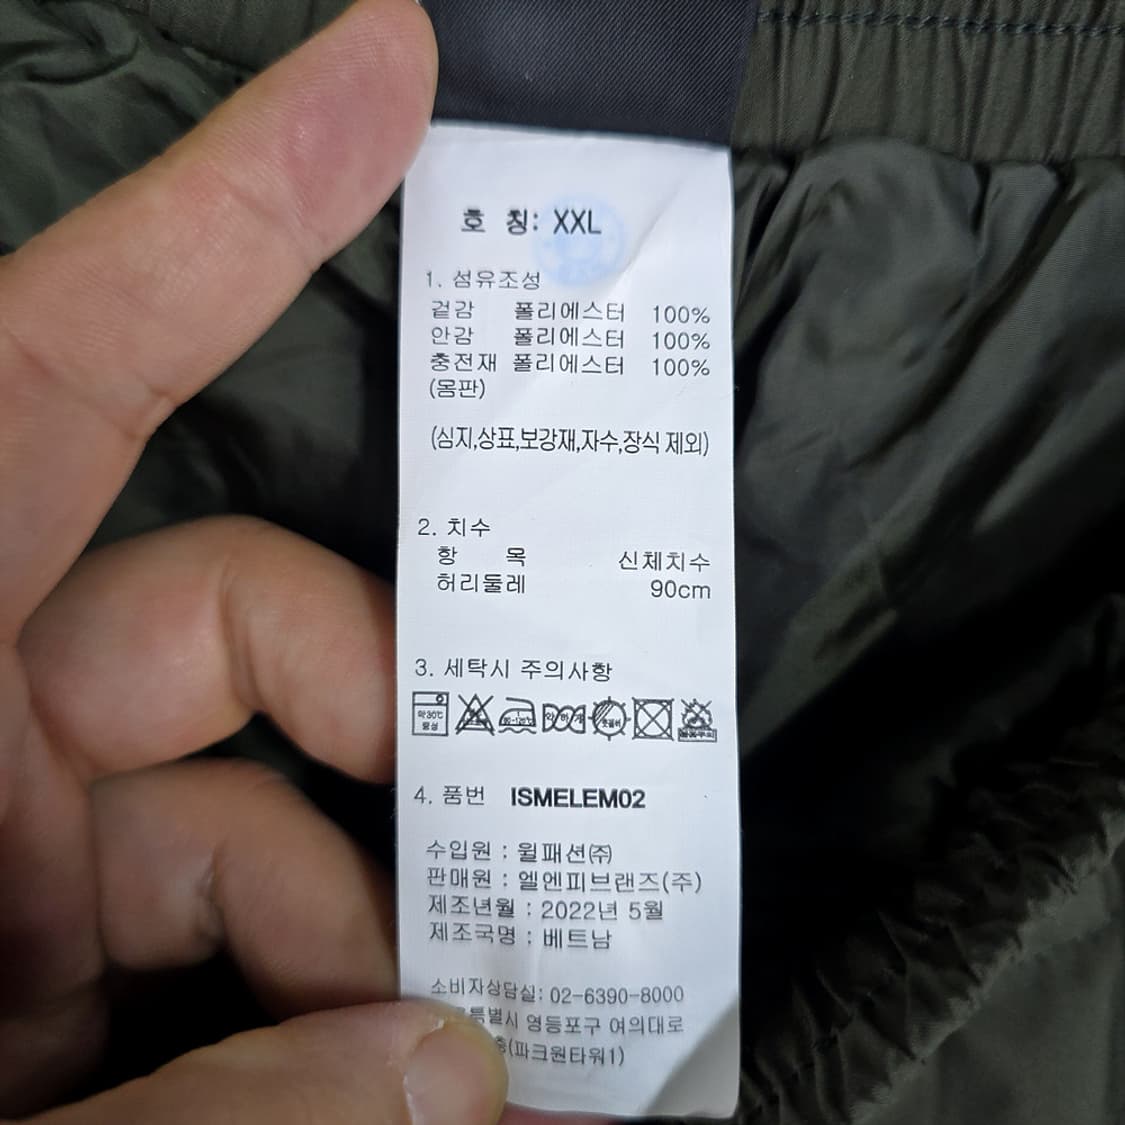 호 칭: XXL
1. 섬유조성
겉감 폴리에스터 100%
안감 폴리에스터 100%
충전재 폴리에스터 100%
(몸판)
(심지,상표,보강재,자수,장식 제외)
2. 치수
항 목 신체치수
허리둘레 90cm
3. 세탁시 주의사항
약30℃
중성
4. 품번 ISMELEM02
수입원 : 윌패션㈜
판매원 : 엘엔피브랜즈(주)
제조년월 : 2022년 5월
제조국명 : 베트남
소비자상담실: 02-6390-8000
영등포구 여의대로
(파크원타워1)